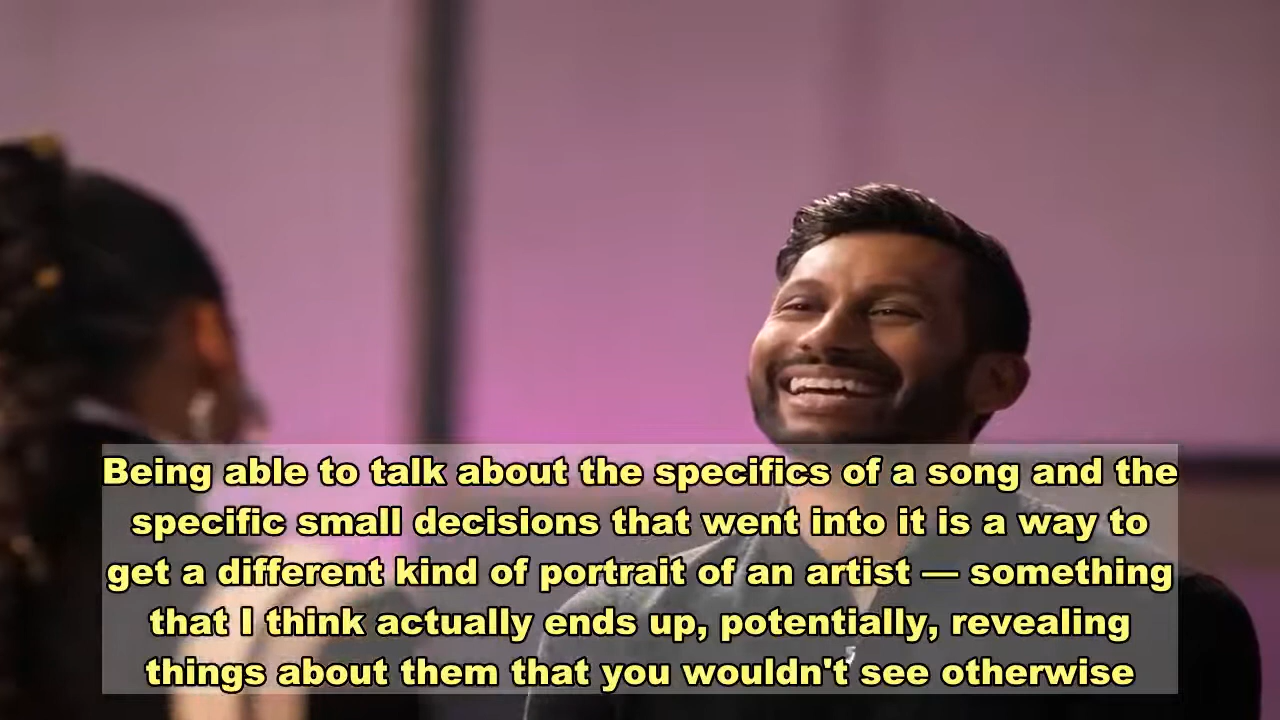 Being able to talk about the specifics of a song and the
specific small decisions that went into it is a way to
get a different kind of portrait of an artist — something
that I think actually ends up, potentially, revealing
things about them that you wouldn't see otherwise